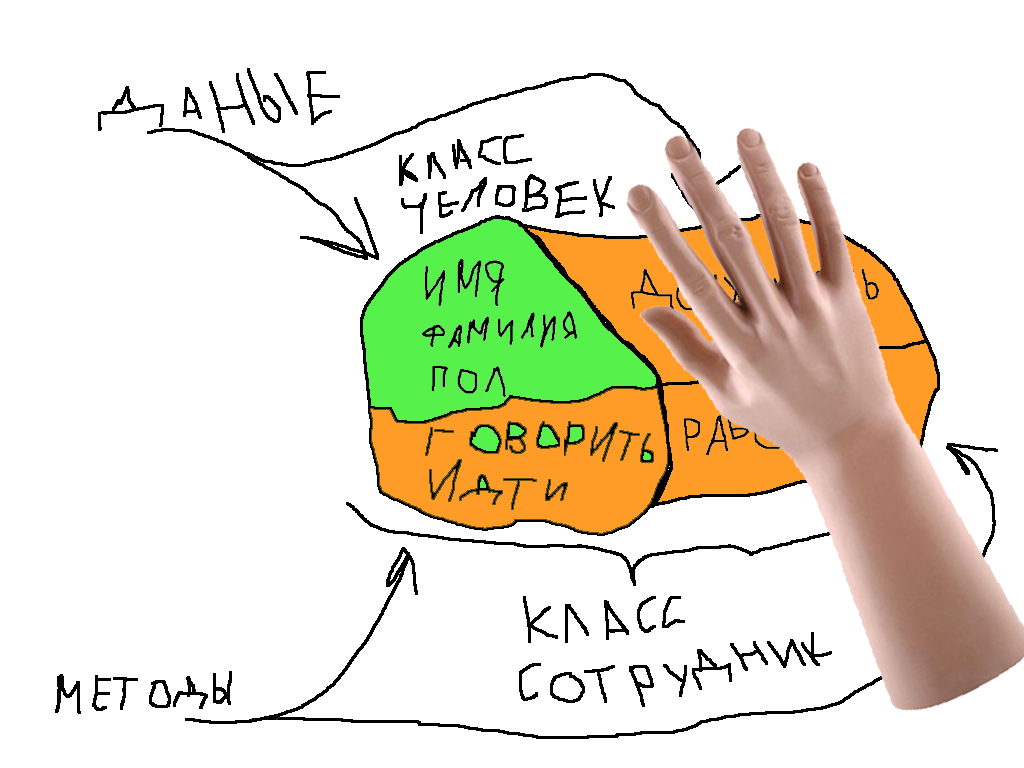 ДАНЫЕ
КЛАСС
ЧЕЛОВЕК
ИМЯ
ФАМИЛИЯ
ПОЛ
ГОВОРИТЬ
ИДТИ
КЛАСС
СОТРУДНИК
МЕТОДЫ